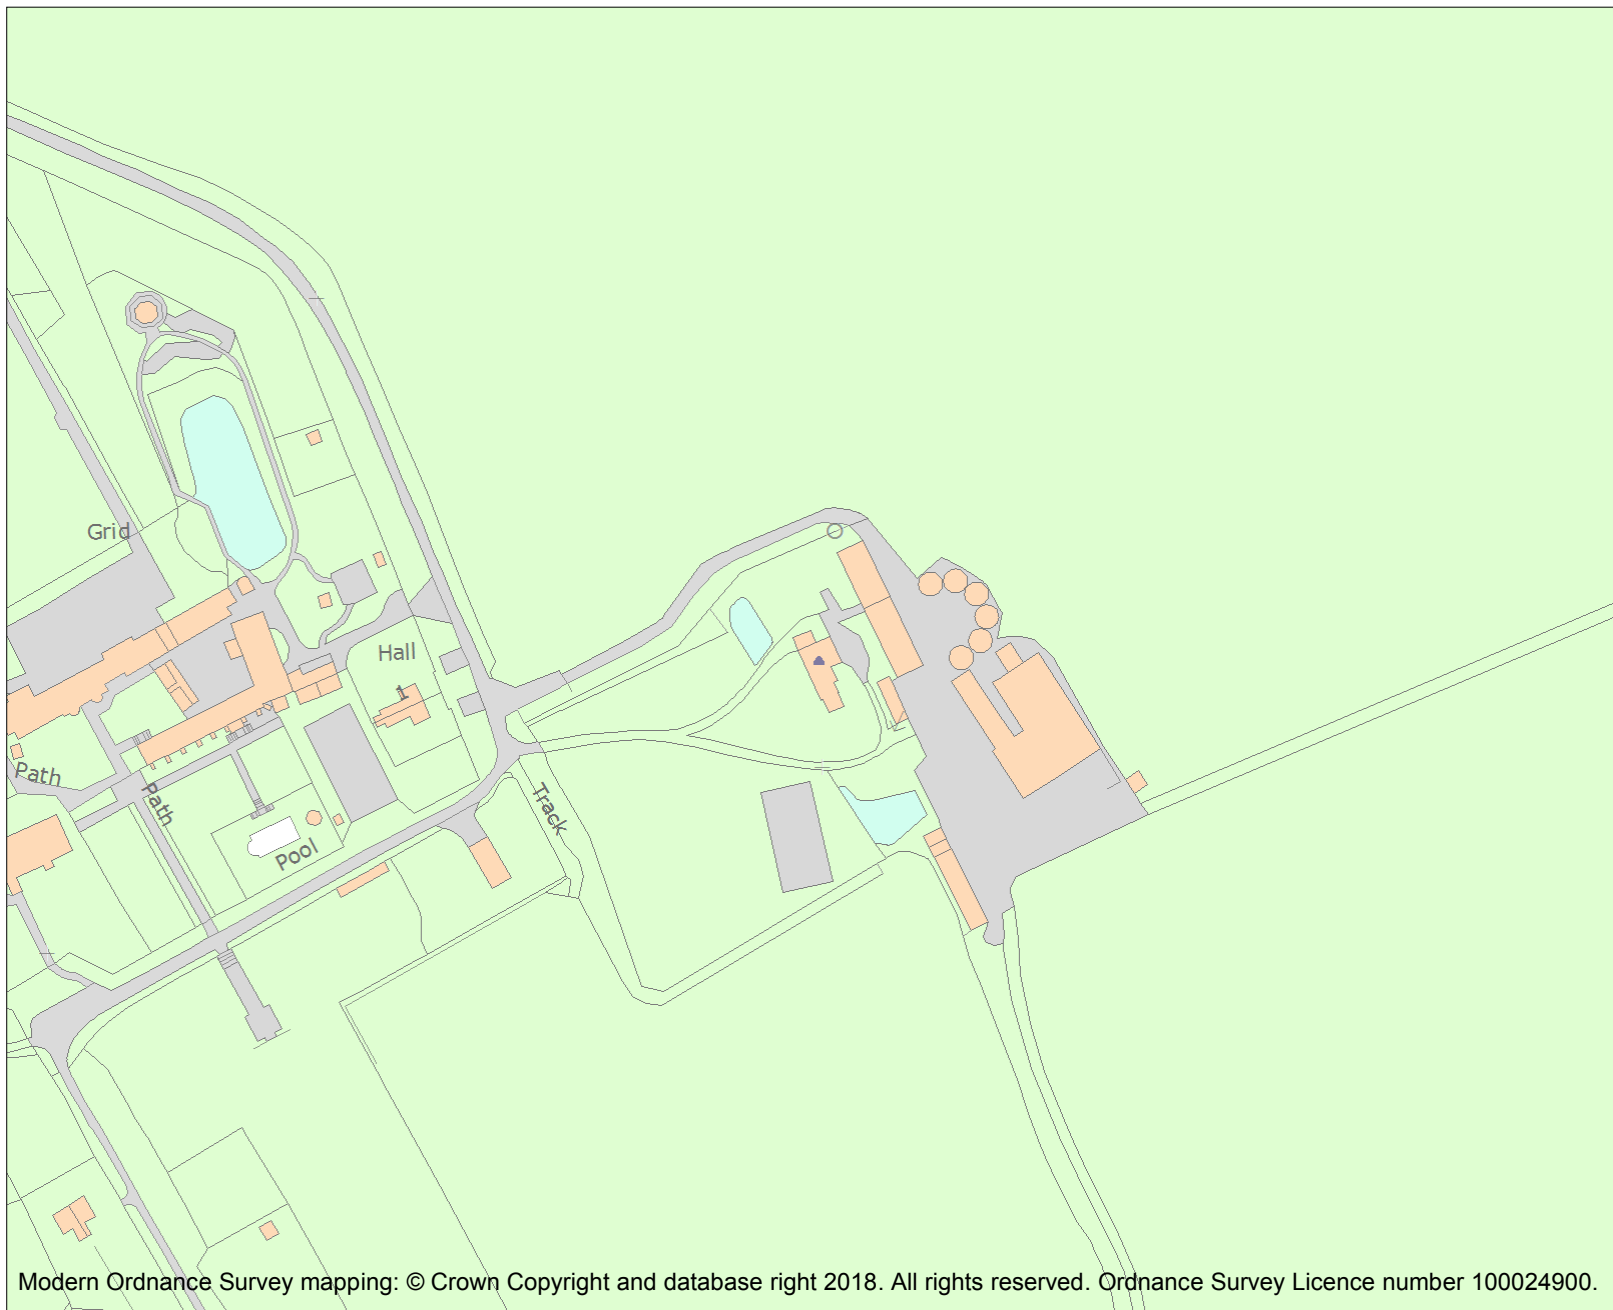 Grid
Hall
1
Path
Path
Track
Pool
Modern Ordnance Survey mapping: © Crown Copyright and database right 2018. All rights reserved. Ordnance Survey Licence number 100024900.